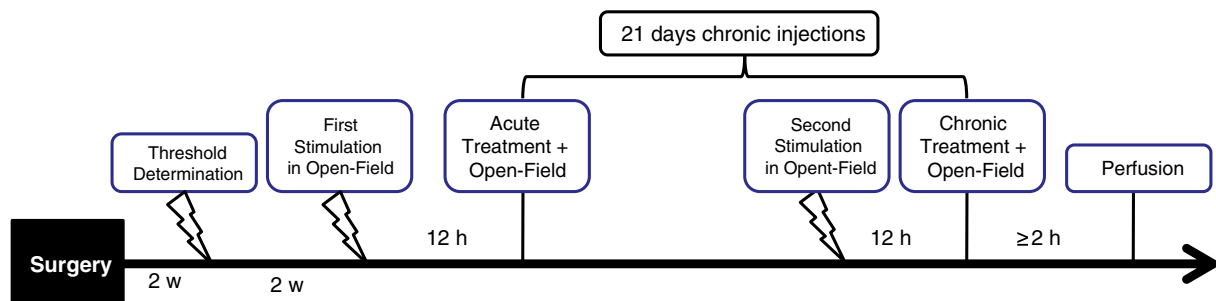 21 days chronic injections
Threshold
Determination
First
Stimulation
in Open-Field
Acute
Treatment +
Open-Field
Second
Stimulation
in Opent-Field
Chronic
Treatment +
Open-Field
Perfusion
12 h
12 h
≥2 h
Surgery
2 w
2 w